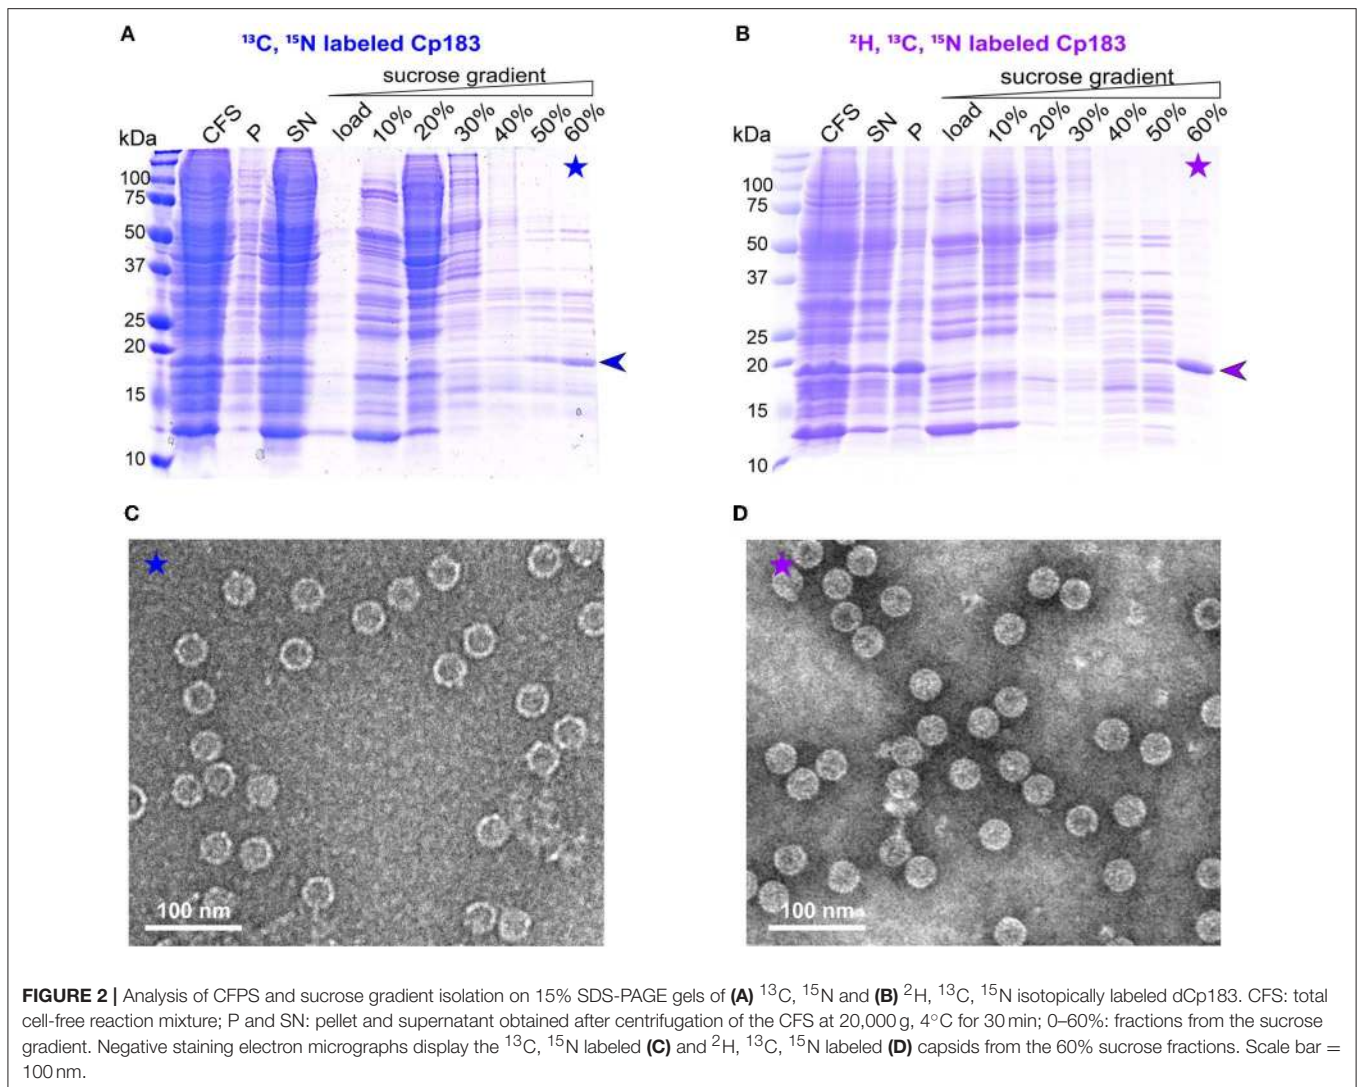 A
¹³C, ¹⁵N labeled Cp183
sucrose gradient
kDa
CFS
P
SN
load
10%
20%
30%
40%
50%
60%
100
75
50
37
25
20
15
10
B
²H, ¹³C, ¹⁵N labeled Cp183
sucrose gradient
kDa
CFS
SN
P
load
10%
20%
30%
40%
50%
60%
100
75
50
37
25
20
15
10
C
100 nm
D
100 nm
FIGURE 2 | Analysis of CFPS and sucrose gradient isolation on 15% SDS-PAGE gels of (A) ¹³C, ¹⁵N and (B) ²H, ¹³C, ¹⁵N isotopically labeled dCp183. CFS: total
cell-free reaction mixture; P and SN: pellet and supernatant obtained after centrifugation of the CFS at 20,000 g, 4°C for 30 min; 0–60%: fractions from the sucrose
gradient. Negative staining electron micrographs display the ¹³C, ¹⁵N labeled (C) and ²H, ¹³C, ¹⁵N labeled (D) capsids from the 60% sucrose fractions. Scale bar =
100 nm.